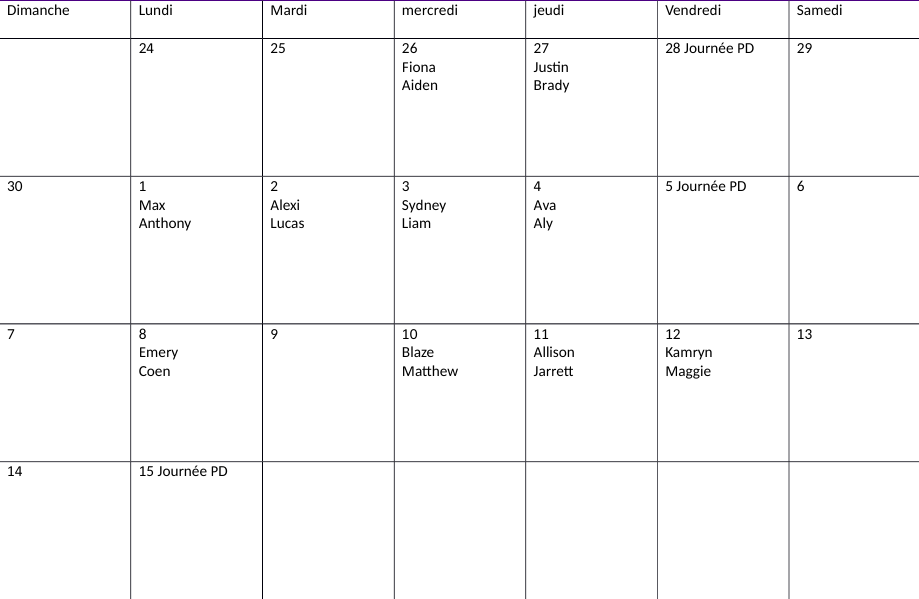 Dimanche Lundi Mardi mercredi jeudi Vendredi Samedi
24 25 26 27 28 Journée PD 29
Fiona Justin
Aiden Brady
30 1 2 3 4 5 Journée PD 6
Max Alexi Sydney Ava
Anthony Lucas Liam Aly
7 8 9 10 11 12 13
Emery Blaze Allison Kamryn
Coen Matthew Jarrett Maggie
14 15 Journée PD